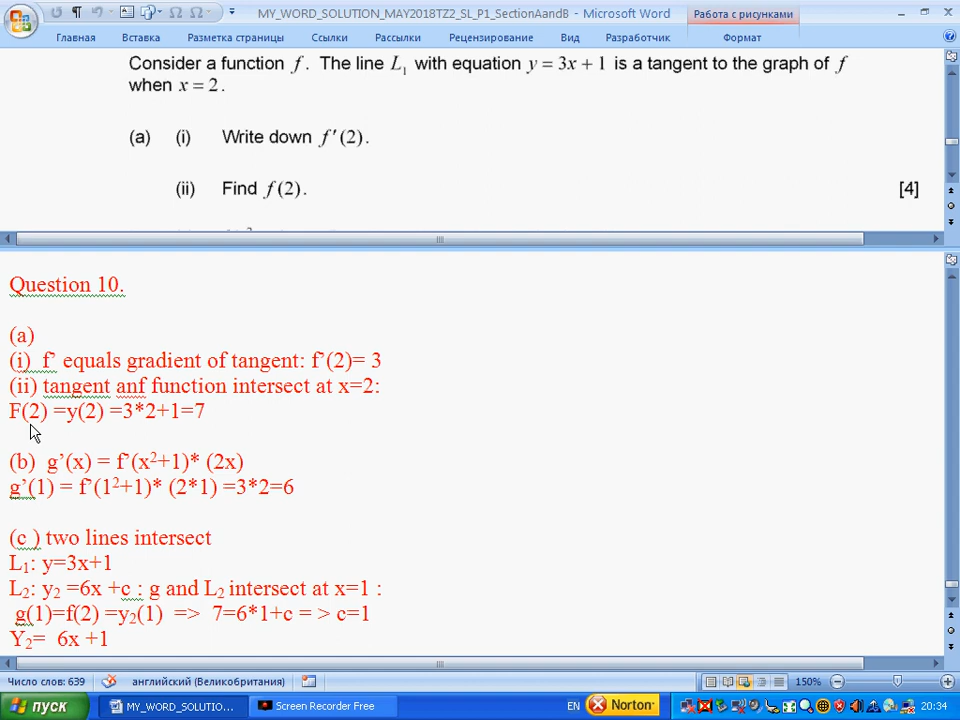 MY_WORD_SOLUTION_MAY2018TZ2_SL_P1_SectionAandB - Microsoft Word
Работа с рисунками
Главная Вставка Разметка страницы Ссылки Рассылки Рецензирование Вид Разработчик Формат
Consider a function f. The line L₁ with equation y = 3x + 1 is a tangent to the graph of f
when x = 2.
(a) (i) Write down f ′(2).
(ii) Find f (2). [4]
Question 10.
(a)
(i) f’ equals gradient of tangent: f’(2)= 3
(ii) tangent anf function intersect at x=2:
F(2) =y(2) =3*2+1=7
(b) g’(x) = f’(x²+1)* (2x)
g’(1) = f’(1²+1)* (2*1) =3*2=6
(c ) two lines intersect
L₁: y=3x+1
L₂: y₂ =6x +c : g and L₂ intersect at x=1 :
g(1)=f(2) =y₂(1) => 7=6*1+c = > c=1
Y₂= 6x +1
Число слов: 639 английский (Великобритания) 150%
пуск MY_WORD_SOLUTIO... Screen Recorder Free EN Norton 20:34